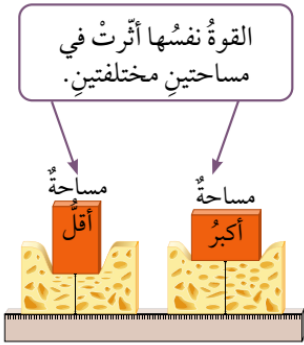 القوةُ نفسُها أثّرتْ في
مساحتينِ مختلفتينِ.
مساحةٌ
أكبرُ
مساحةٌ
أقلُّ